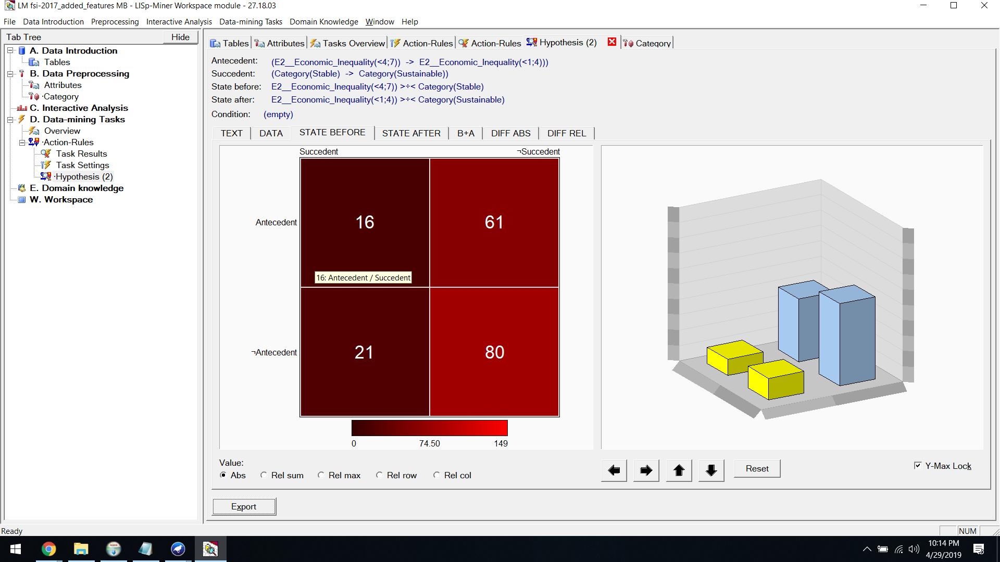 LM fsi-2017_added_features MB - LISp-Miner Workspace module - 27.18.03
File Data Introduction Preprocessing Interactive Analysis Data-mining Tasks Domain Knowledge Window Help
Tab Tree Hide
A. Data Introduction
Tables
B. Data Preprocessing
Attributes
·Category
C. Interactive Analysis
D. Data-mining Tasks
Overview
·Action-Rules
Task Results
Task Settings
·Hypothesis (2)
E. Domain knowledge
W. Workspace
Tables Attributes Tasks Overview Action-Rules Action-Rules Hypothesis (2) Category
Antecedent: (E2__Economic_Inequality(<4;7)) -> E2__Economic_Inequality(<1;4)))
Succedent: (Category(Stable) -> Category(Sustainable))
State before: E2__Economic_Inequality(<4;7)) >÷< Category(Stable)
State after: E2__Economic_Inequality(<1;4)) >÷< Category(Sustainable)
Condition: (empty)
TEXT DATA STATE BEFORE STATE AFTER B+A DIFF ABS DIFF REL
Succedent ¬Succedent
Antecedent 16 61
16: Antecedent / Succedent
¬Antecedent 21 80
0 74.50 149
Value:
Abs Rel sum Rel max Rel row Rel col
Reset
Y-Max Lock
Export
Ready
NUM
10:14 PM
4/29/2019